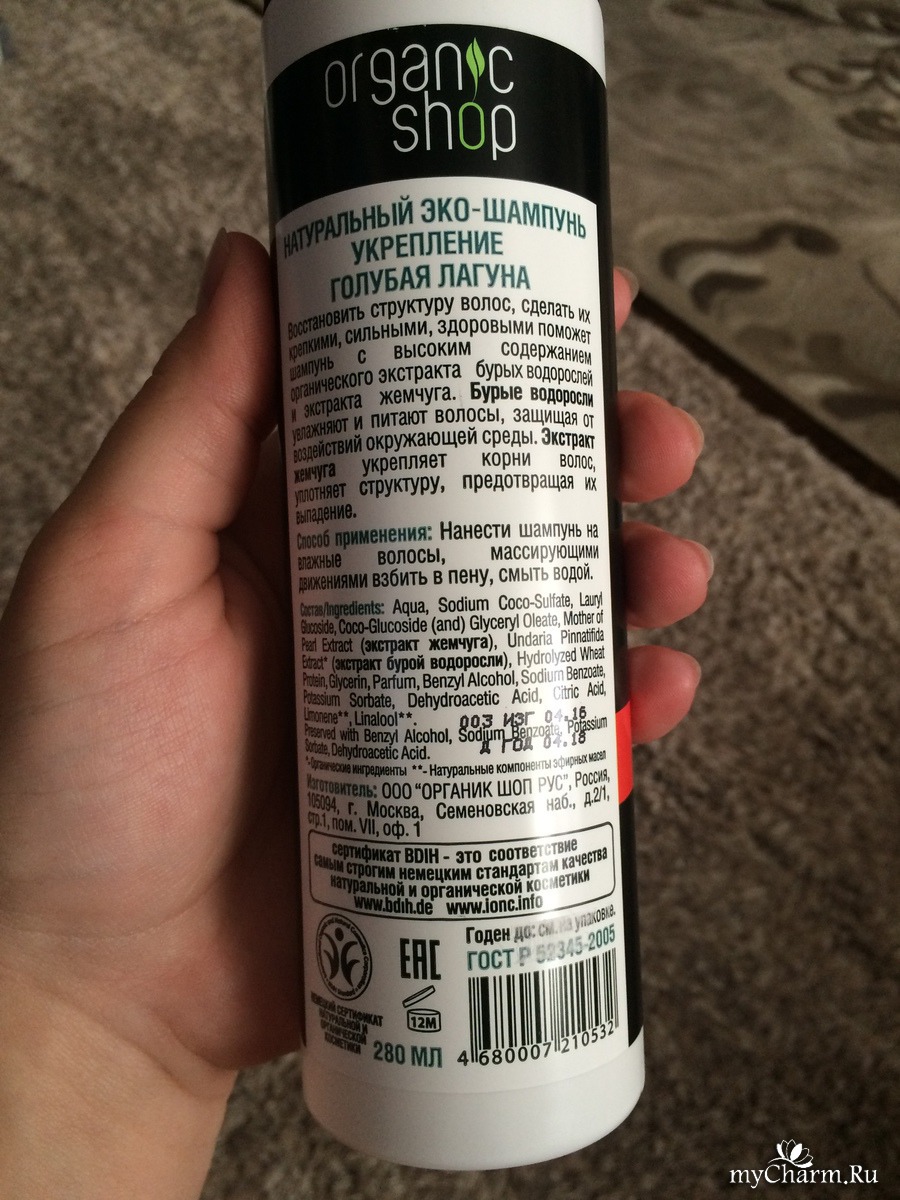 organic
shop
НАТУРАЛЬНЫЙ ЭКО-ШАМПУНЬ
УКРЕПЛЕНИЕ
ГОЛУБАЯ ЛАГУНА
Восстановить структуру волос, сделать их
крепкими, сильными, здоровыми поможет
шампунь с высоким содержанием
органического экстракта бурых водорослей
и экстракта жемчуга. Бурые водоросли
увлажняют и питают волосы, защищая от
воздействий окружающей среды. Экстракт
жемчуга укрепляет корни волос,
уплотняет структуру, предотвращая их
выпадение.
Способ применения: Нанести шампунь на
влажные волосы, массирующими
движениями взбить в пену, смыть водой.
Состав/Ingredients: Aqua, Sodium Coco-Sulfate, Lauryl
Glucoside, Coco-Glucoside (and) Glyceryl Oleate, Mother of
Pearl Extract (экстракт жемчуга), Undaria Pinnatifida
Extract* (экстракт бурой водоросли), Hydrolyzed Wheat
Protein, Glycerin, Parfum, Benzyl Alcohol, Sodium Benzoate,
Potassium Sorbate, Dehydroacetic Acid, Citric Acid,
Limonene**, Linalool**.
003 ИЗГ 04.16
Preserved with Benzyl Alcohol, Sodium Benzoate, Potassium
Д ГОД 04.18
Sorbate, Dehydroacetic Acid.
*-Органические ингредиенты **- Натуральные компоненты эфирных масел
Изготовитель: ООО "ОРГАНИК ШОП РУС", Россия,
105094, г. Москва, Семеновская наб., д.2/1,
стр.1, пом. VII, оф. 1
сертификат BDIH - это соответствие
самым строгим немецким стандартам качества
натуральной и органической косметики
www.bdih.de www.ionc.info
Годен до: см. на упаковке.
ГОСТ Р 52345-2005
EAC
12M
НЕМЕЦКИЙ СЕРТИФИКАТ
НАТУРАЛЬНОЙ И
ОРГАНИЧЕСКОЙ
КОСМЕТИКИ
280 МЛ
4 680007 210532
myCharm.Ru